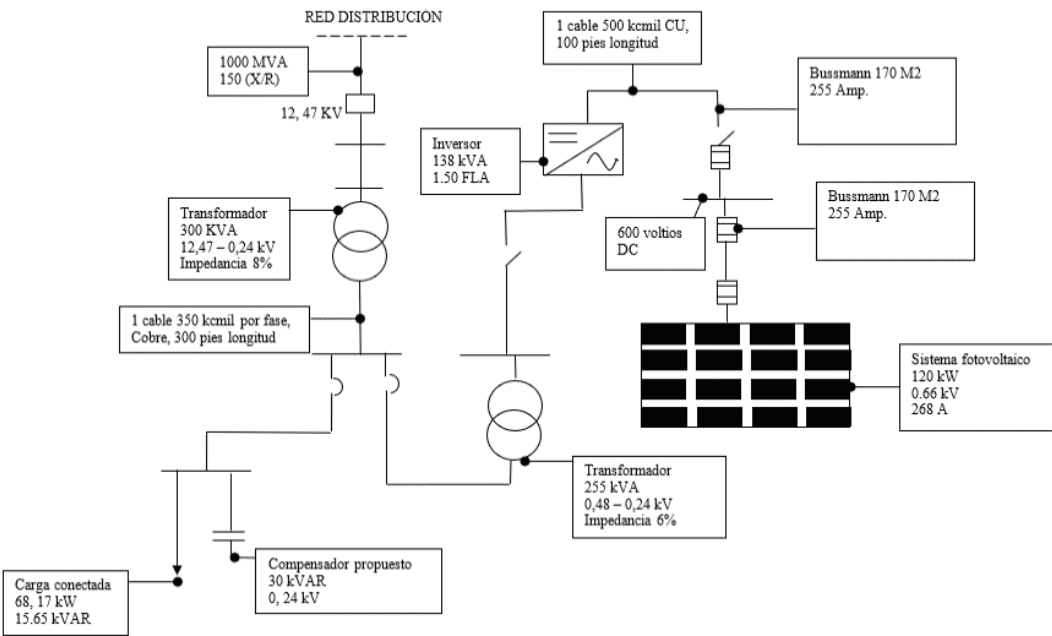 RED DISTRIBUCIÓN
1000 MVA
150 (X/R)
12, 47 KV
Transformador
300 KVA
12,47 – 0,24 kV
Impedancia 8%
1 cable 350 kcmil por fase,
Cobre, 300 pies longitud
Carga conectada
68, 17 kW
15.65 kVAR
Compensador propuesto
30 kVAR
0, 24 kV
1 cable 500 kcmil CU,
100 pies longitud
Inversor
138 kVA
1.50 FLA
Bussmann 170 M2
255 Amp.
Bussmann 170 M2
255 Amp.
600 voltios
DC
Sistema fotovoltaico
120 kW
0.66 kV
268 A
Transformador
255 kVA
0,48 – 0,24 kV
Impedancia 6%